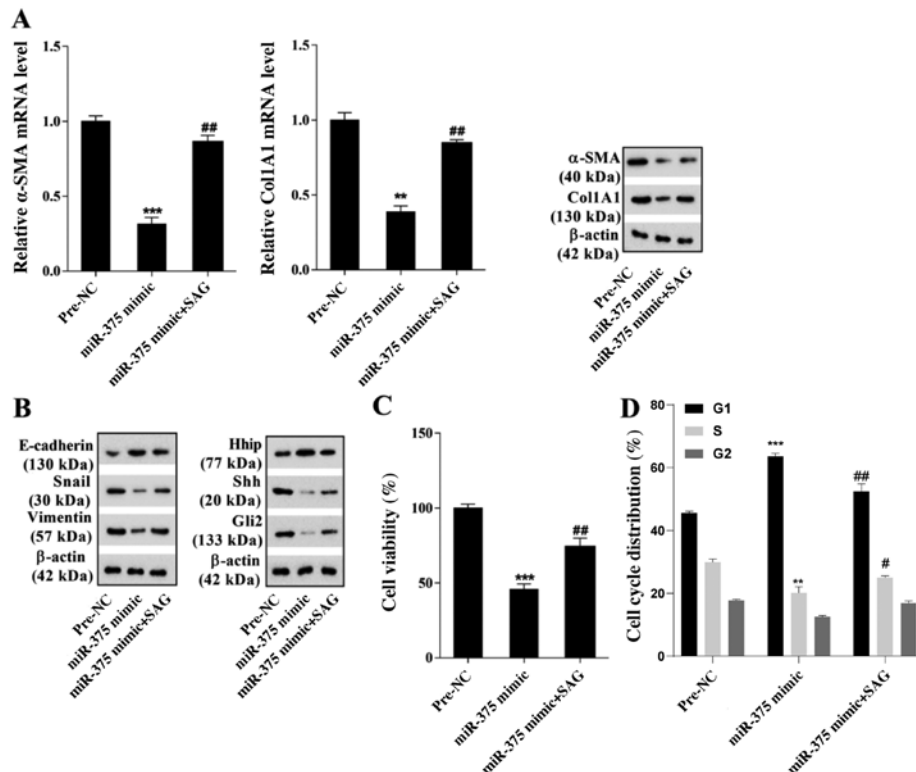 A
Relative α-SMA mRNA level
1.5
1.0
0.5
0.0
***
##
Pre-NC
miR-375 mimic
miR-375 mimic+SAG
Relative Col1A1 mRNA level
1.5
1.0
0.5
0.0
**
##
Pre-NC
miR-375 mimic
miR-375 mimic+SAG
α-SMA
(40 kDa)
Col1A1
(130 kDa)
β-actin
(42 kDa)
Pre-NC
miR-375 mimic
miR-375 mimic+SAG
B
E-cadherin
(130 kDa)
Snail
(30 kDa)
Vimentin
(57 kDa)
β-actin
(42 kDa)
Pre-NC
miR-375 mimic
miR-375 mimic+SAG
Hhip
(77 kDa)
Shh
(20 kDa)
Gli2
(133 kDa)
β-actin
(42 kDa)
Pre-NC
miR-375 mimic
miR-375 mimic+SAG
C
Cell viability (%)
150
100
50
0
***
##
Pre-NC
miR-375 mimic
miR-375 mimic+SAG
D
Cell cycle distribution (%)
80
60
40
20
0
G1
S
G2
***
**
##
#
Pre-NC
miR-375 mimic
miR-375 mimic+SAG